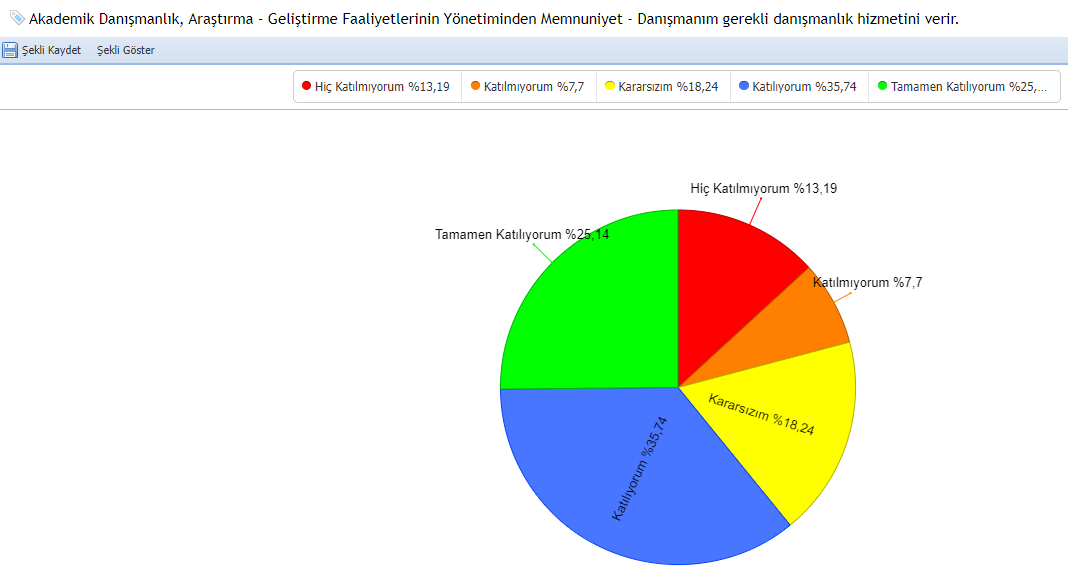 Akademik Danışmanlık, Araştırma - Geliştirme Faaliyetlerinin Yönetiminden Memnuniyet - Danışmanım gerekli danışmanlık hizmetini verir.
Şekli Kaydet Şekli Göster
Hiç Katılmıyorum %13,19 Katılmıyorum %7,7 Kararsızım %18,24 Katılıyorum %35,74 Tamamen Katılıyorum %25,...
Hiç Katılmıyorum %13,19
Tamamen Katılıyorum %25,14
Katılmıyorum %7,7
Kararsızım %18,24
Katılıyorum %35,74